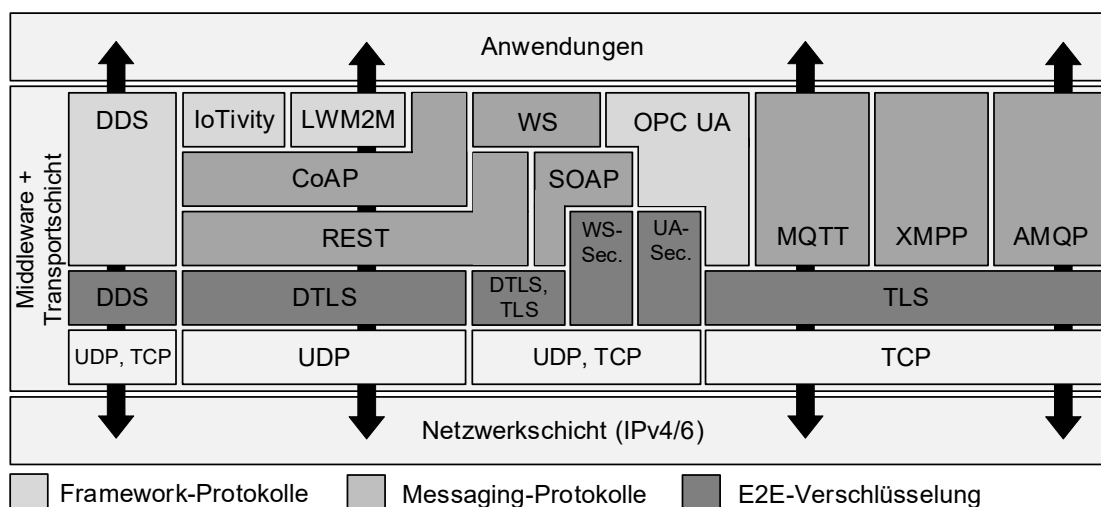 Anwendungen
Middleware +
Transportschicht
DDS
IoTivity
LWM2M
WS
OPC UA
CoAP
SOAP
REST
WS-
Sec.
UA-
Sec.
MQTT
XMPP
AMQP
DDS
DTLS
DTLS,
TLS
TLS
UDP, TCP
UDP
UDP, TCP
TCP
Netzwerkschicht (IPv4/6)
Framework-Protokolle
Messaging-Protokolle
E2E-Verschlüsselung